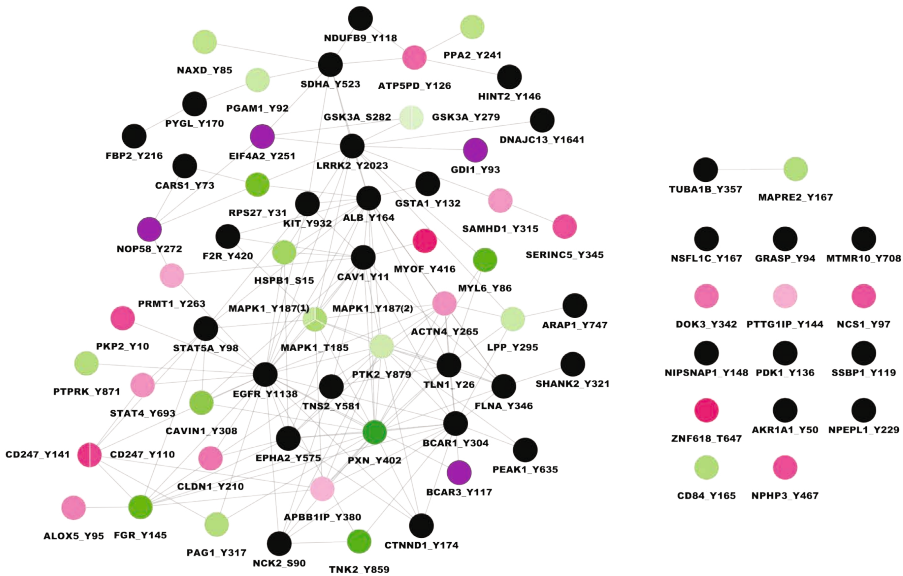 NDUFB9_Y118
PPA2_Y241
NAXD_Y85
SDHA_Y523
ATP5PD_Y126
HINT2_Y146
PGAM1_Y92
PYGL_Y170
GSK3A_S282
GSK3A_Y279
DNAJC13_Y1641
FBP2_Y216
EIF4A2_Y251
LRRK2_Y2023
GDI1_Y93
CARS1_Y73
RPS27_Y31
KIT_Y932
ALB_Y164
GSTA1_Y132
SAMHD1_Y315
NOP58_Y272
F2R_Y420
SERINC5_Y345
HSPB1_S15
CAV1_Y11
MYOF_Y416
MYL6_Y86
PRMT1_Y263
MAPK1_Y187(1)
MAPK1_Y187(2)
ACTN4_Y265
ARAP1_Y747
PKP2_Y10
STAT5A_Y98
MAPK1_T185
LPP_Y295
PTK2_Y879
PTPRK_Y871
EGFR_Y1138
TLN1_Y26
SHANK2_Y321
STAT4_Y693
TNS2_Y581
FLNA_Y346
CAVIN1_Y308
CD247_Y141
CD247_Y110
EPHA2_Y575
PXN_Y402
BCAR1_Y304
PEAK1_Y635
CLDN1_Y210
BCAR3_Y117
ALOX5_Y95
FGR_Y145
APBB1IP_Y380
PAG1_Y317
NCK2_S90
TNK2_Y859
CTNND1_Y174
TUBA1B_Y357
MAPRE2_Y167
NSFL1C_Y167
GRASP_Y94
MTMR10_Y708
DOK3_Y342
PTTG1IP_Y144
NCS1_Y97
NIPSNAP1_Y148
PDK1_Y136
SSBP1_Y119
ZNF618_T647
AKR1A1_Y50
NPEPL1_Y229
CD84_Y165
NPHP3_Y467